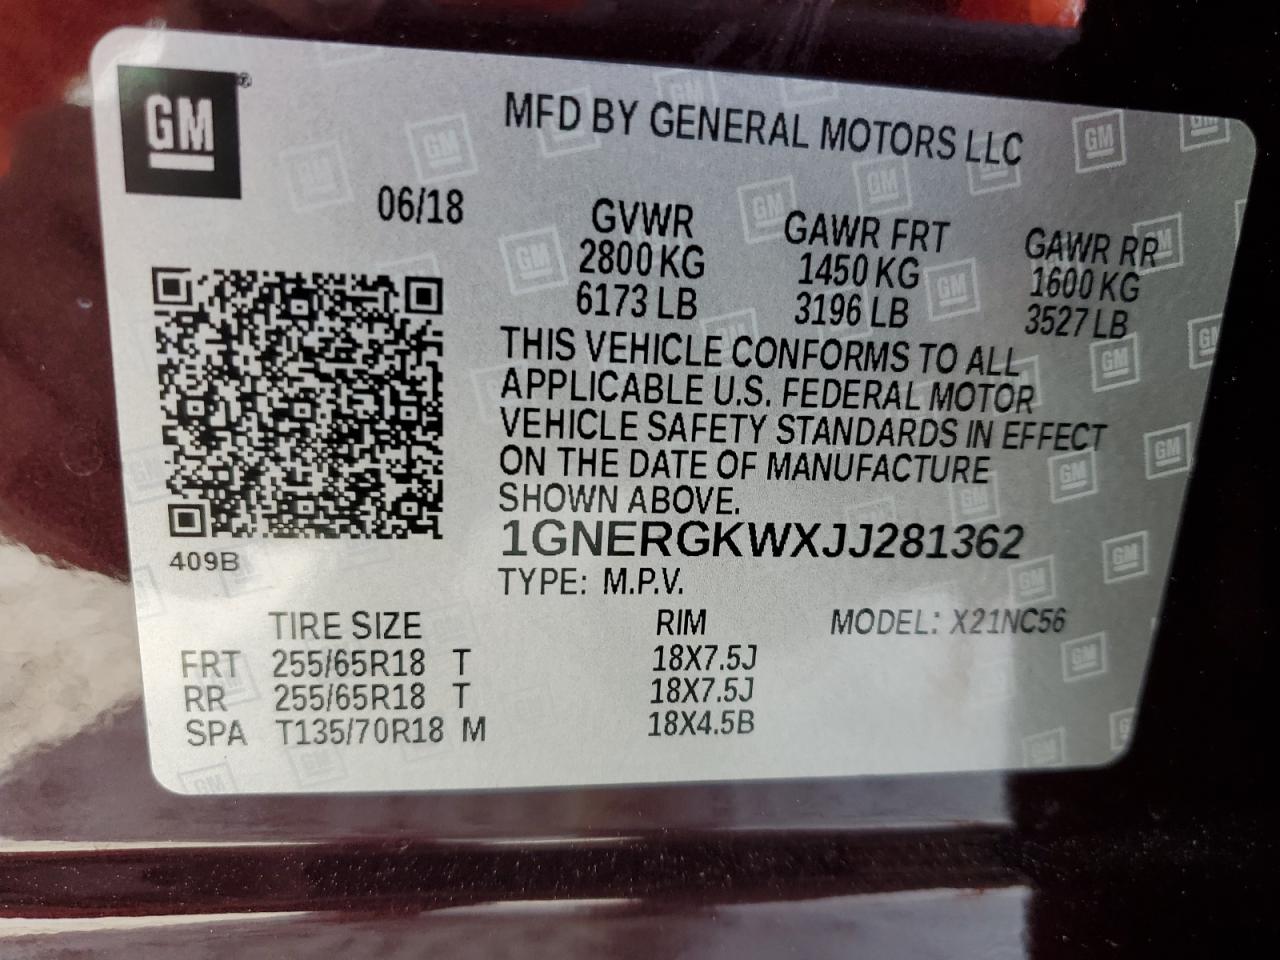 GM®
MFD BY GENERAL MOTORS LLC
06/18
GVWR
2800 KG
6173 LB
GAWR FRT
1450 KG
3196 LB
GAWR RR
1600 KG
3527 LB
THIS VEHICLE CONFORMS TO ALL
APPLICABLE U.S. FEDERAL MOTOR
VEHICLE SAFETY STANDARDS IN EFFECT
ON THE DATE OF MANUFACTURE
SHOWN ABOVE.
409B
1GNERGKWXJJ281362
TYPE: M.P.V.
TIRE SIZE RIM MODEL: X21NC56
FRT 255/65R18 T 18X7.5J
RR 255/65R18 T 18X7.5J
SPA T135/70R18 M 18X4.5B